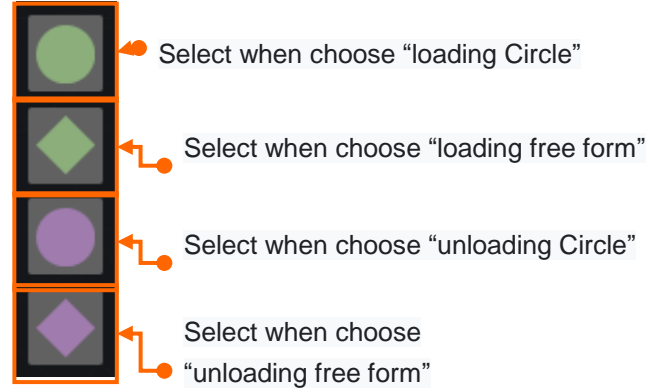 Select when choose “loading Circle”
Select when choose “loading free form”
Select when choose “unloading Circle”
Select when choose
“unloading free form”